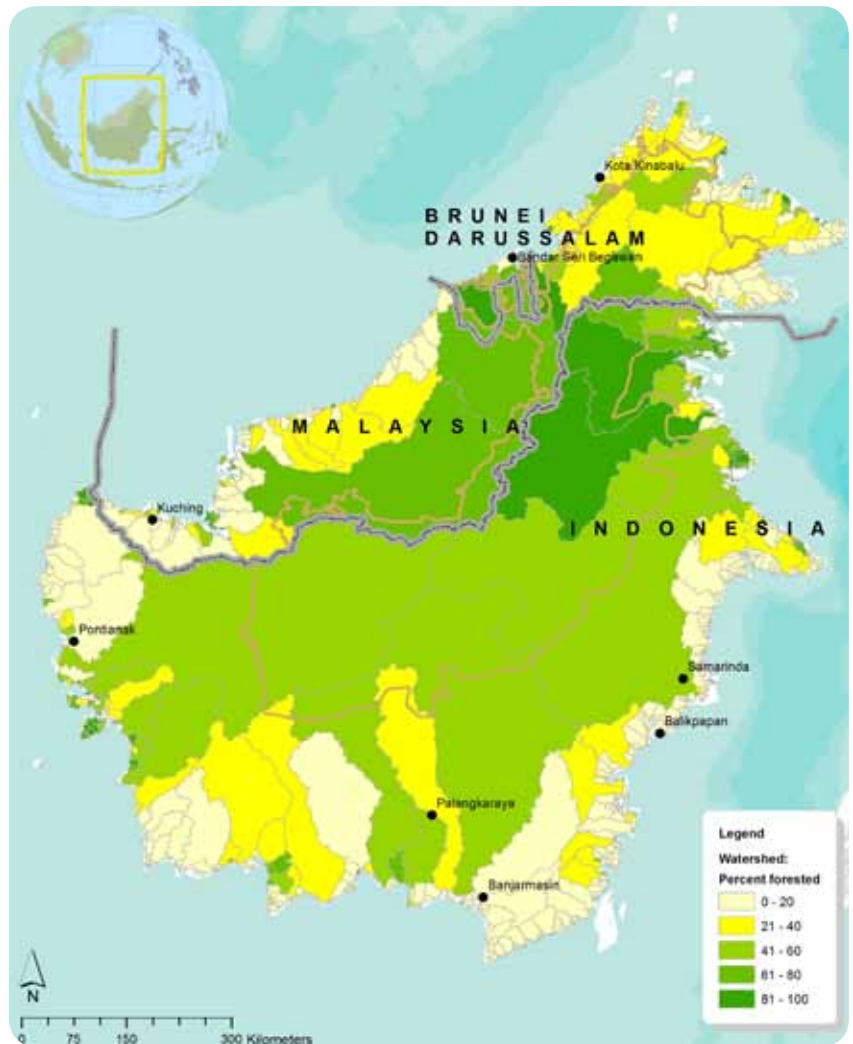 Kota Kinabalu
BRUNEI
DARUSSALAM
Bandar Seri Begawan
MALAYSIA
Kuching
INDONESIA
Pontianak
Samarinda
Balikpapan
Palangkaraya
Banjarmasin
Legend
Watershed:
Percent forested
0 - 20
21 - 40
41 - 60
61 - 80
81 - 100
N
0 75 150 300 Kilometers